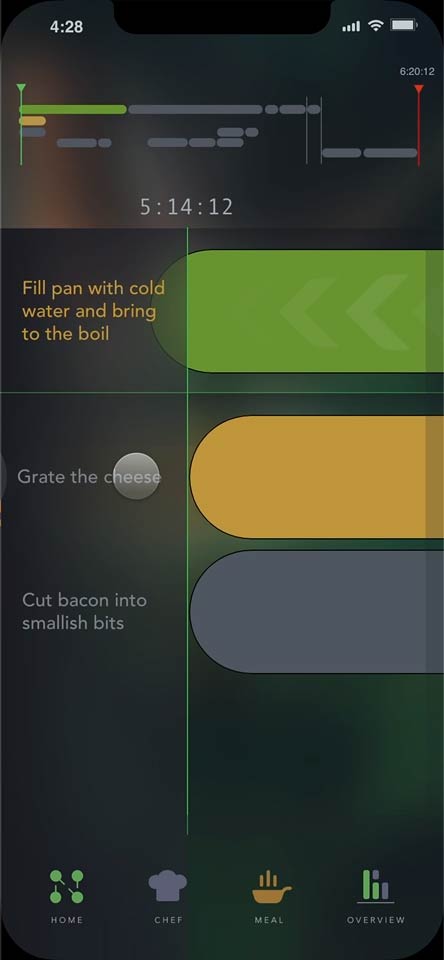 4:28
6:20:12
5:14:12
Fill pan with cold
water and bring
to the boil
Grate the cheese
Cut bacon into
smallish bits
HOME
CHEF
MEAL
OVERVIEW